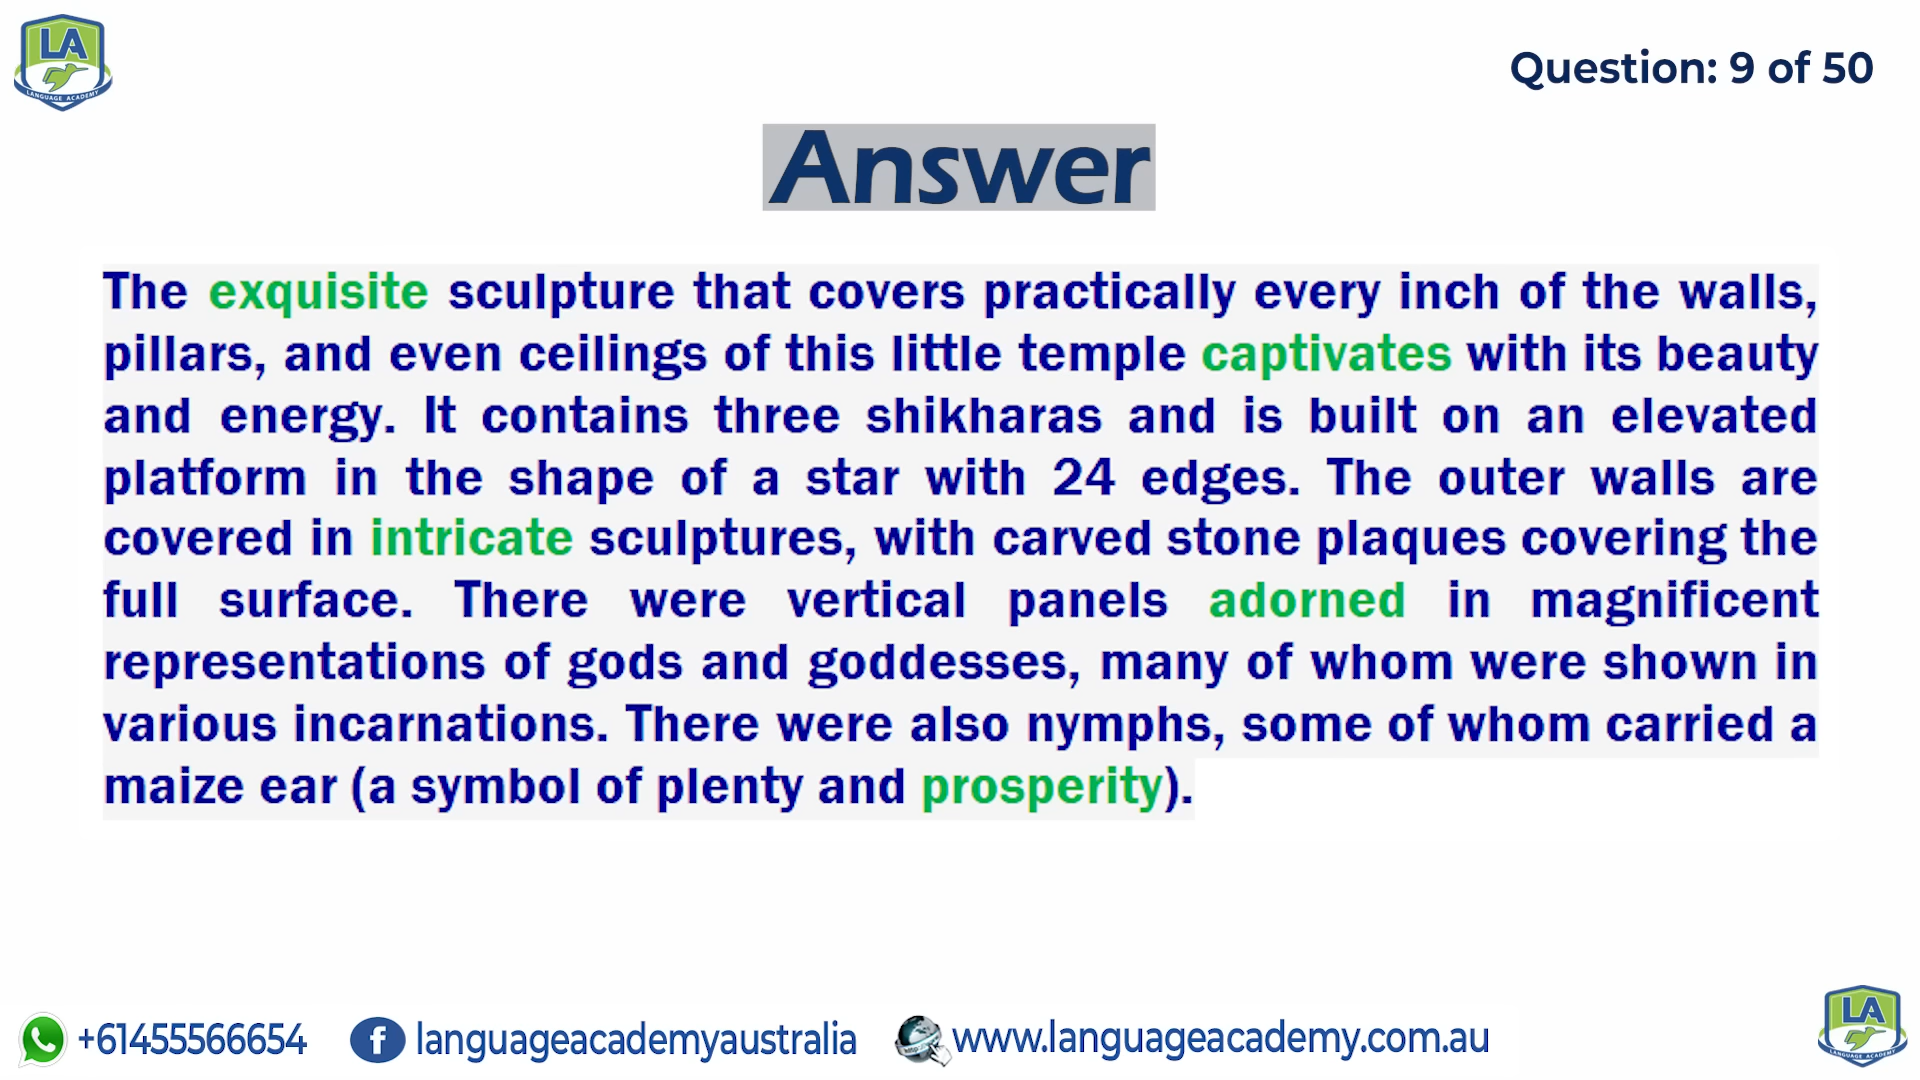 LA
LANGUAGE ACADEMY
Question: 9 of 50
Answer
The exquisite sculpture that covers practically every inch of the walls,
pillars, and even ceilings of this little temple captivates with its beauty
and energy. It contains three shikharas and is built on an elevated
platform in the shape of a star with 24 edges. The outer walls are
covered in intricate sculptures, with carved stone plaques covering the
full surface. There were vertical panels adorned in magnificent
representations of gods and goddesses, many of whom were shown in
various incarnations. There were also nymphs, some of whom carried a
maize ear (a symbol of plenty and prosperity).
+61455566654
f languageacademyaustralia
www.languageacademy.com.au
LA
LANGUAGE ACADEMY